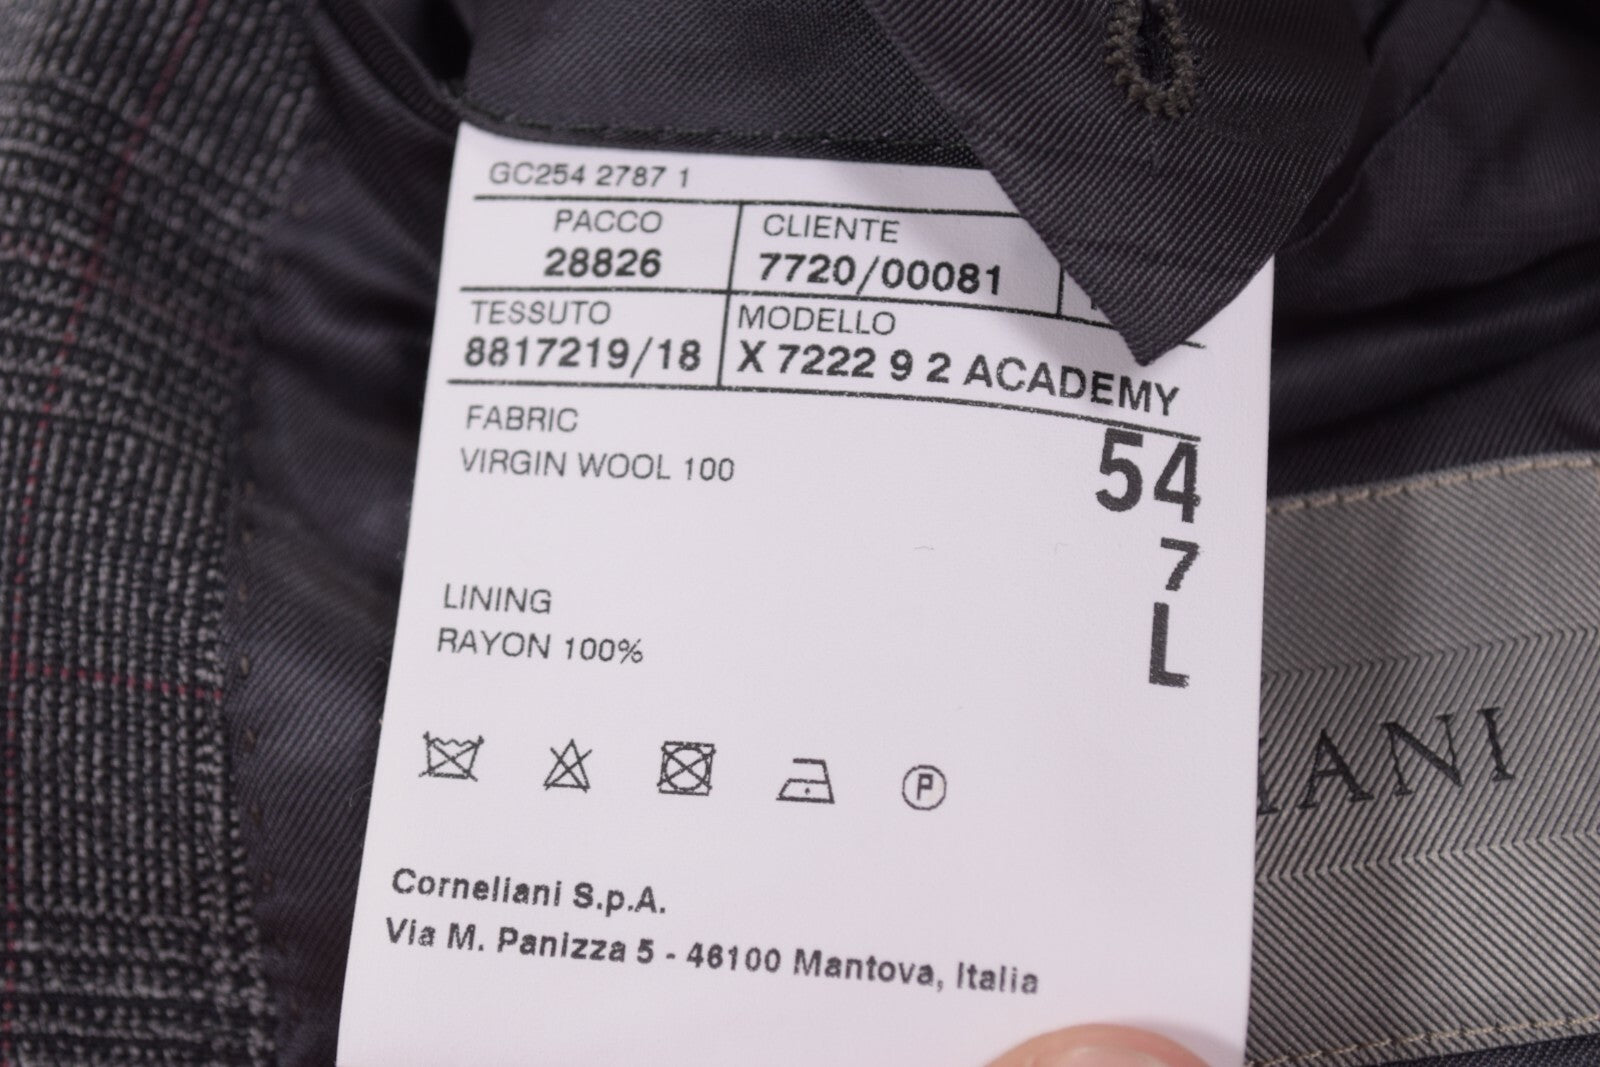 GC254 2787 1
PACCO
28826
CLIENTE
7720/00081
TESSUTO
8817219/18
MODELLO
X 7222 9 2 ACADEMY
FABRIC
VIRGIN WOOL 100
54
7
L
LINING
RAYON 100%
P
Corneliani S.p.A.
Via M. Panizza 5 - 46100 Mantova, Italia
IANI